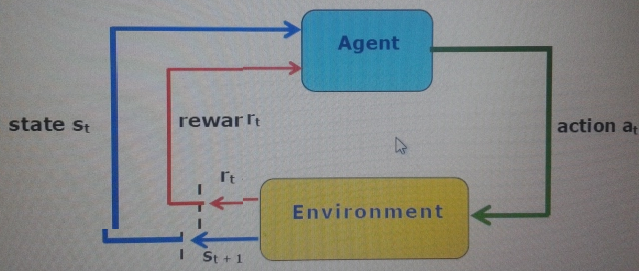 Agent
state st
rewar rt
action at
rt
Environment
st + 1